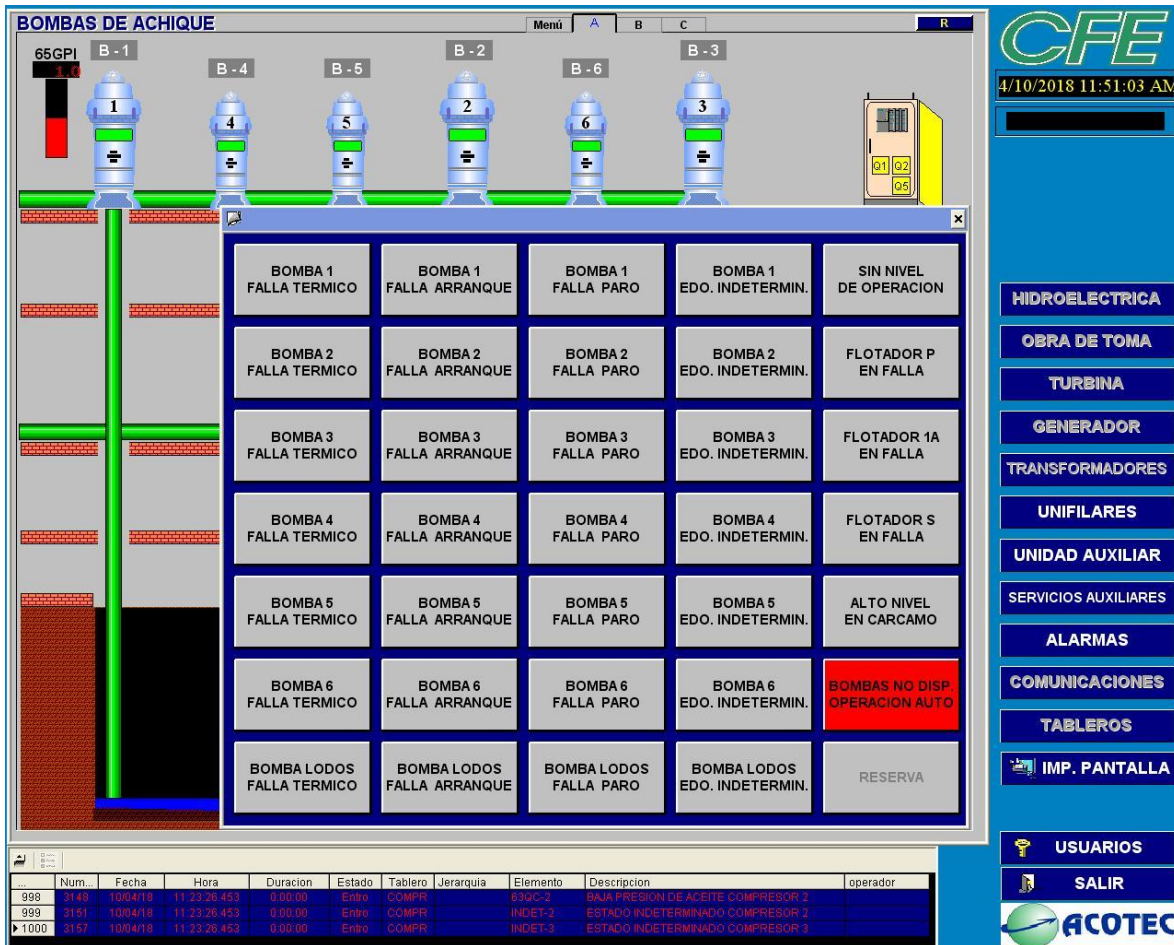 BOMBAS DE ACHIQUE
Menú A B C
R
CFE
4/10/2018 11:51:03 AM
65GPI
1.0
B-1
B-4
B-5
B-2
B-6
B-3
1
4
5
2
6
3
Q1 Q2
Q5
BOMBA 1
FALLA TERMICO
BOMBA 1
FALLA ARRANQUE
BOMBA 1
FALLA PARO
BOMBA 1
EDO. INDETERMIN.
SIN NIVEL
DE OPERACION
BOMBA 2
FALLA TERMICO
BOMBA 2
FALLA ARRANQUE
BOMBA 2
FALLA PARO
BOMBA 2
EDO. INDETERMIN.
FLOTADOR P
EN FALLA
BOMBA 3
FALLA TERMICO
BOMBA 3
FALLA ARRANQUE
BOMBA 3
FALLA PARO
BOMBA 3
EDO. INDETERMIN.
FLOTADOR 1A
EN FALLA
BOMBA 4
FALLA TERMICO
BOMBA 4
FALLA ARRANQUE
BOMBA 4
FALLA PARO
BOMBA 4
EDO. INDETERMIN.
FLOTADOR S
EN FALLA
BOMBA 5
FALLA TERMICO
BOMBA 5
FALLA ARRANQUE
BOMBA 5
FALLA PARO
BOMBA 5
EDO. INDETERMIN.
ALTO NIVEL
EN CARCAMO
BOMBA 6
FALLA TERMICO
BOMBA 6
FALLA ARRANQUE
BOMBA 6
FALLA PARO
BOMBA 6
EDO. INDETERMIN.
BOMBAS NO DISP.
OPERACION AUTO
BOMBA LODOS
FALLA TERMICO
BOMBA LODOS
FALLA ARRANQUE
BOMBA LODOS
FALLA PARO
BOMBA LODOS
EDO. INDETERMIN.
RESERVA
HIDROELECTRICA
OBRA DE TOMA
TURBINA
GENERADOR
TRANSFORMADORES
UNIFILARES
UNIDAD AUXILIAR
SERVICIOS AUXILIARES
ALARMAS
COMUNICACIONES
TABLEROS
IMP. PANTALLA
USUARIOS
SALIR
ACOTEC
... Num... Fecha Hora Duracion Estado Tablero Jerarquia Elemento Descripcion operador
998 3148 10/04/18 11:23:26.453 0:00:00 Entro COMPR 63QC-2 BAJA PRESION DE ACEITE COMPRESOR 2
999 3151 10/04/18 11:23:26.453 0:00:00 Entro COMPR INDET-2 ESTADO INDETERMINADO COMPRESOR 2
1000 3157 10/04/18 11:23:26.453 0:00:00 Entro COMPR INDET-3 ESTADO INDETERMINADO COMPRESOR 3